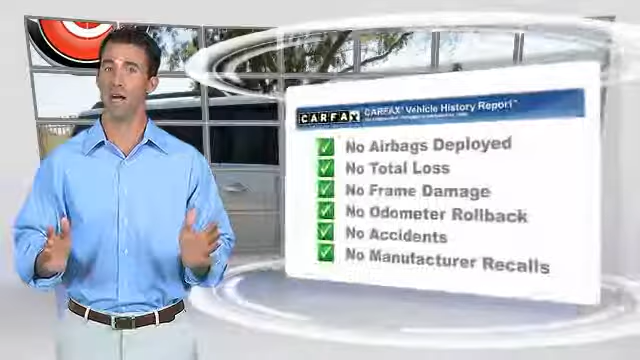 CARFAX CARFAX Vehicle History Report™
No Airbags Deployed
No Total Loss
No Frame Damage
No Odometer Rollback
No Accidents
No Manufacturer Recalls